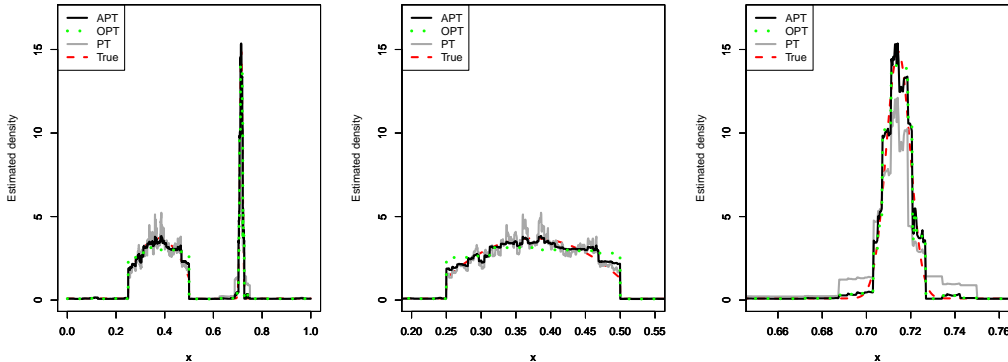 APT
OPT
PT
True
Estimated density
0
5
10
15
0.0 0.2 0.4 0.6 0.8 1.0
x
APT
OPT
PT
True
Estimated density
0
5
10
15
0.20 0.25 0.30 0.35 0.40 0.45 0.50 0.55
x
APT
OPT
PT
True
Estimated density
0
5
10
15
0.66 0.68 0.70 0.72 0.74 0.76
x